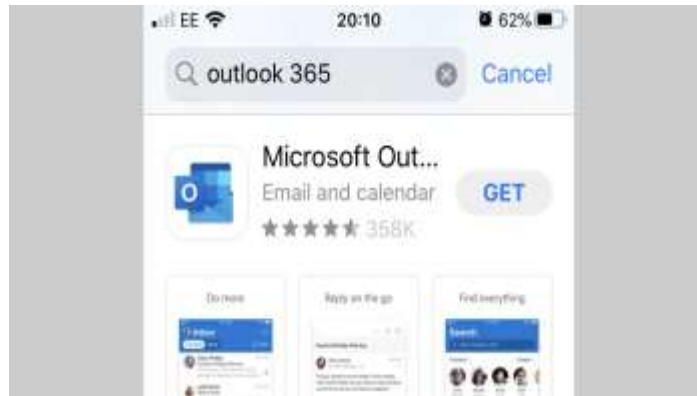 EE 20:10 62%
outlook 365 Cancel
Microsoft Out...
Email and calendar GET
358K
Do more Reply on the go Find everything
Inbox Search